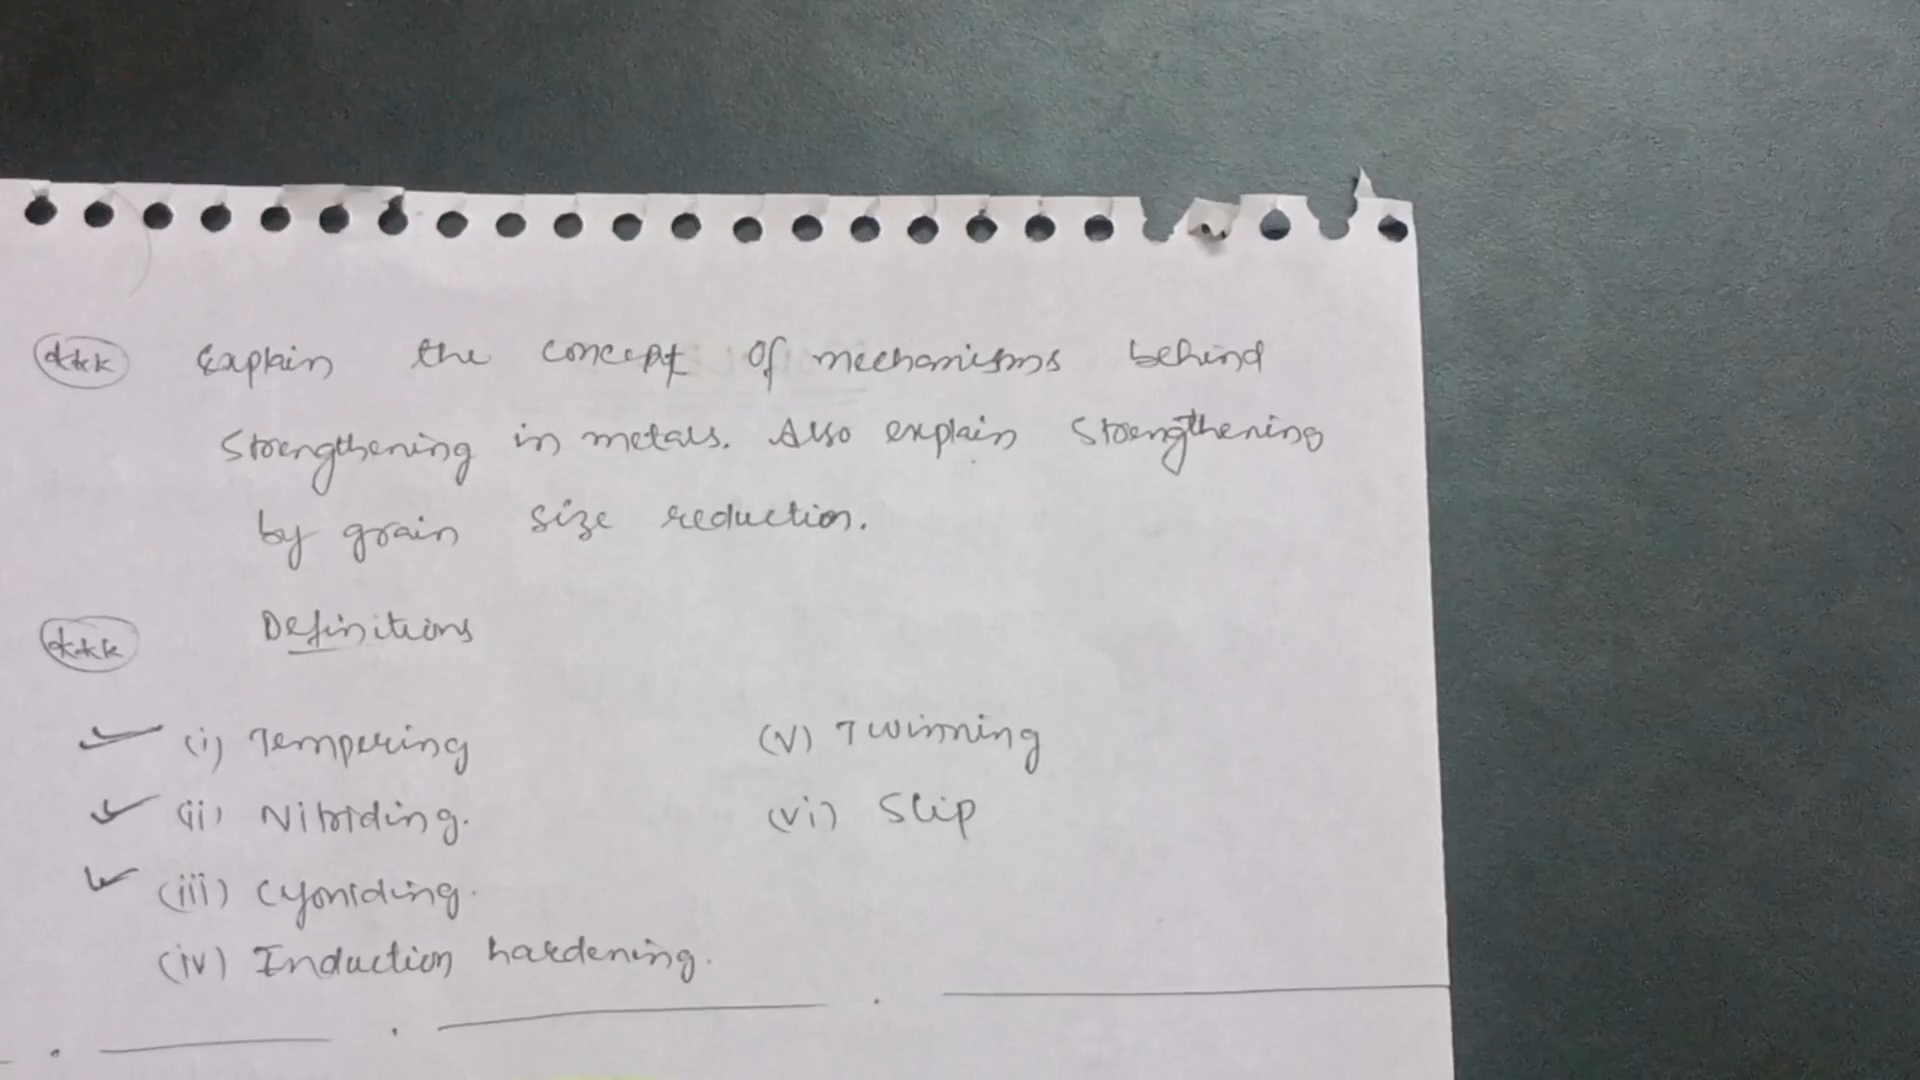 *** Explain the concept of mechanisms behind
strengthening in metals. Also explain strengthening
by grain size reduction.
*** Definitions
(i) Tempering
(v) Twinning
(ii) Nitriding.
(vi) Slip
(iii) Cyaniding.
(iv) Induction hardening.